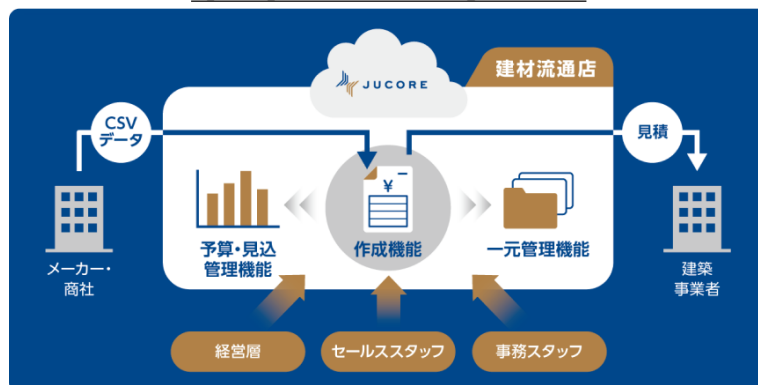 JUCORE
建材流通店
CSV
データ
見積
¥
予算・見込
管理機能
作成機能
一元管理機能
メーカー・
商社
建築
事業者
経営層
セールススタッフ
事務スタッフ